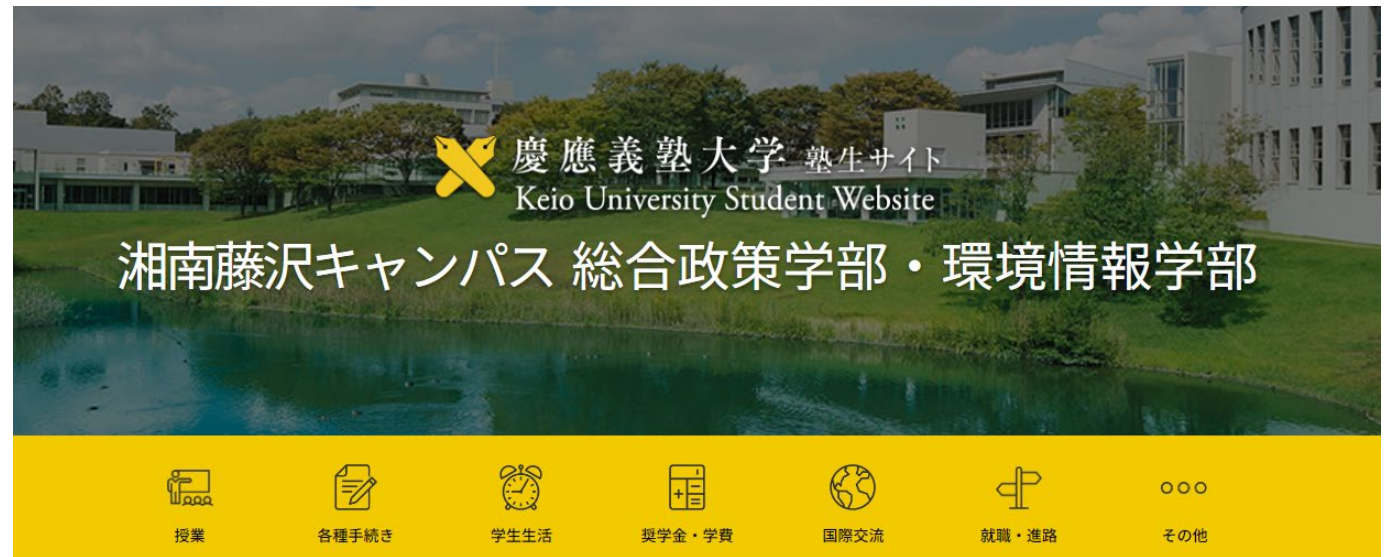 慶應義塾大学 塾生サイト
Keio University Student Website
湘南藤沢キャンパス 総合政策学部・環境情報学部
授業
各種手続き
学生生活
奨学金・学費
国際交流
就職・進路
その他